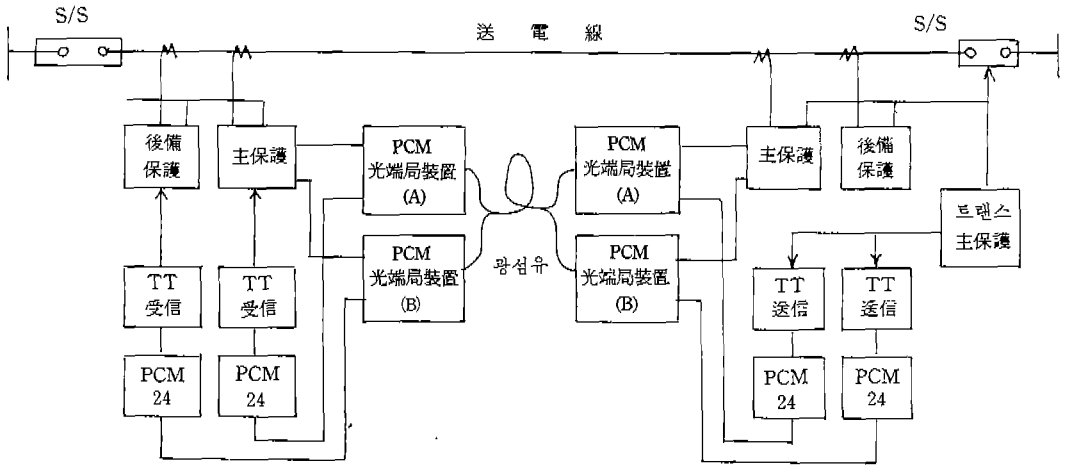 S/S
送 電 線
S/S
後備
保護
主保護
PCM
光端局裝置
(A)
PCM
光端局裝置
(A)
主保護
後備
保護
트랜스
主保護
PCM
光端局裝置
(B)
광섬유
PCM
光端局裝置
(B)
TT
受信
TT
受信
TT
送信
TT
送信
PCM
24
PCM
24
PCM
24
PCM
24